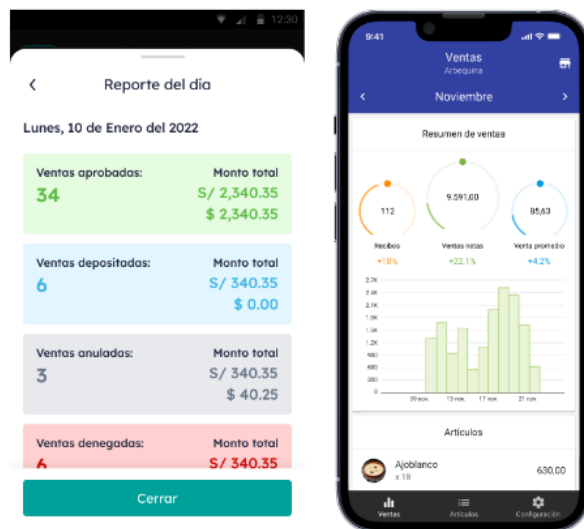 12:30
Reporte del día
Lunes, 10 de Enero del 2022
Ventas aprobadas: Monto total
34 S/ 2,340.35
$ 2,340.35
Ventas depositadas: Monto total
6 S/ 340.35
$ 0.00
Ventas anuladas: Monto total
3 S/ 340.35
$ 40.25
Ventas denegadas: Monto total
6 S/ 340.35
Cerrar
9:41
Ventas
Arbequina
Noviembre
Resumen de ventas
112 9.591,00 85,63
Recibos Ventas netas Venta promedio
+18% +22.1% +4.2%
2.7K
2.4K
2.1K
1.8K
1.5K
1.2K
900
600
300
0
09 nov. 13 nov. 17 nov. 21 nov.
Artículos
Ajoblanco 630,00
x 18
Ventas Artículos Configuración